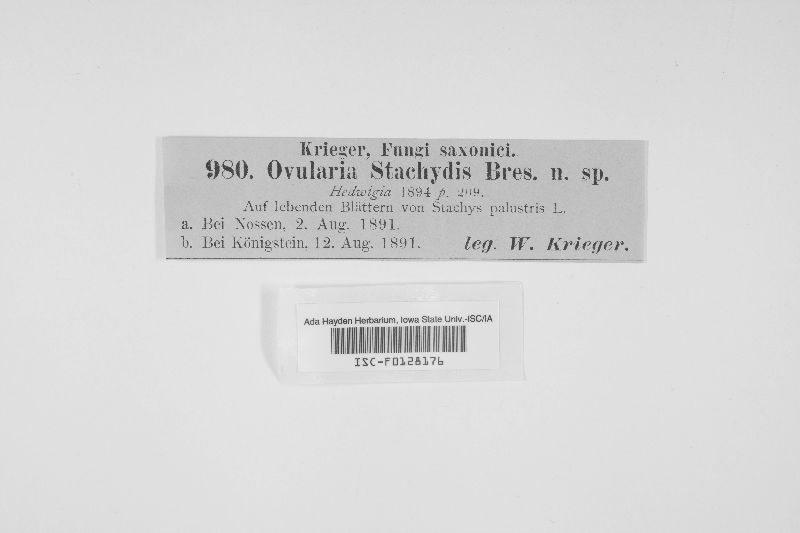 Krieger, Fungi saxonici.
980. Ovularia Stachydis Bres. n. sp.
Hedwigia 1894 p. 209.
Auf lebenden Blättern von Stachys palustris L.
a. Bei Nossen, 2. Aug. 1891.
b. Bei Königstein, 12. Aug. 1891. leg. W. Krieger.
Ada Hayden Herbarium, Iowa State Univ.-ISC/IA
ISC-F0128176